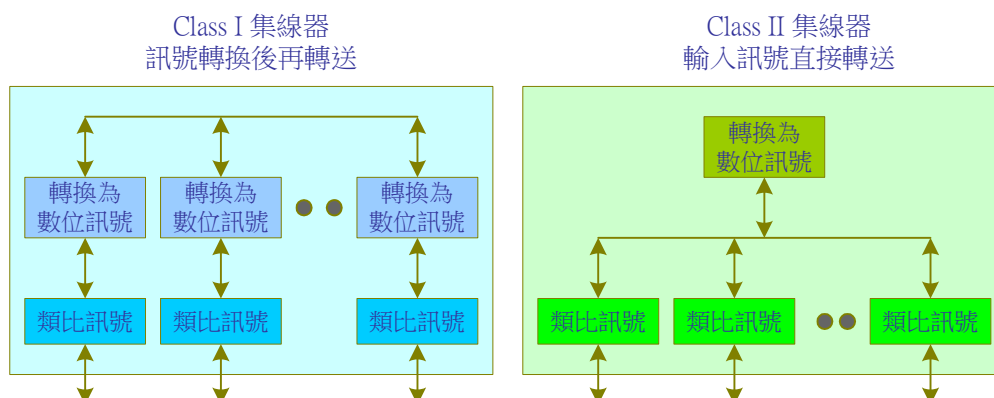 Class I 集線器
訊號轉換後再轉送
轉換為
數位訊號
轉換為
數位訊號
轉換為
數位訊號
類比訊號
類比訊號
類比訊號
Class II 集線器
輸入訊號直接轉送
轉換為
數位訊號
類比訊號
類比訊號
類比訊號